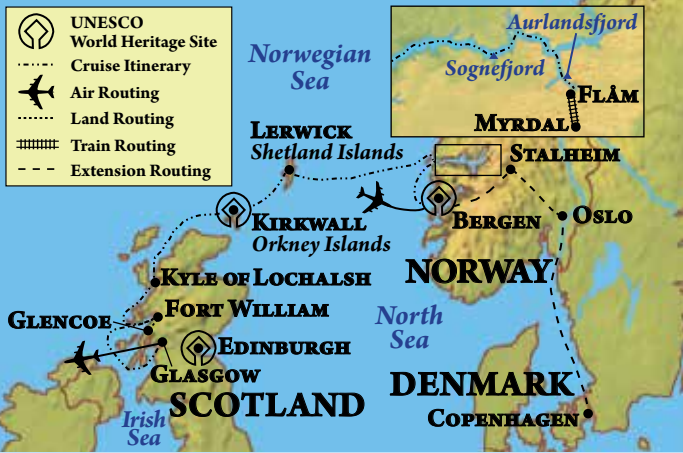 UNESCO
World Heritage Site
Cruise Itinerary
Air Routing
Land Routing
Train Routing
Extension Routing
Norwegian
Sea
Aurlandsfjord
Sognefjord
FLÅM
MYRDAL
LERWICK
Shetland Islands
STALHEIM
KIRKWALL
Orkney Islands
BERGEN
OSLO
KYLE OF LOCHALSH
NORWAY
FORT WILLIAM
GLENCOE
North
Sea
EDINBURGH
GLASGOW
DENMARK
SCOTLAND
Irish
Sea
COPENHAGEN